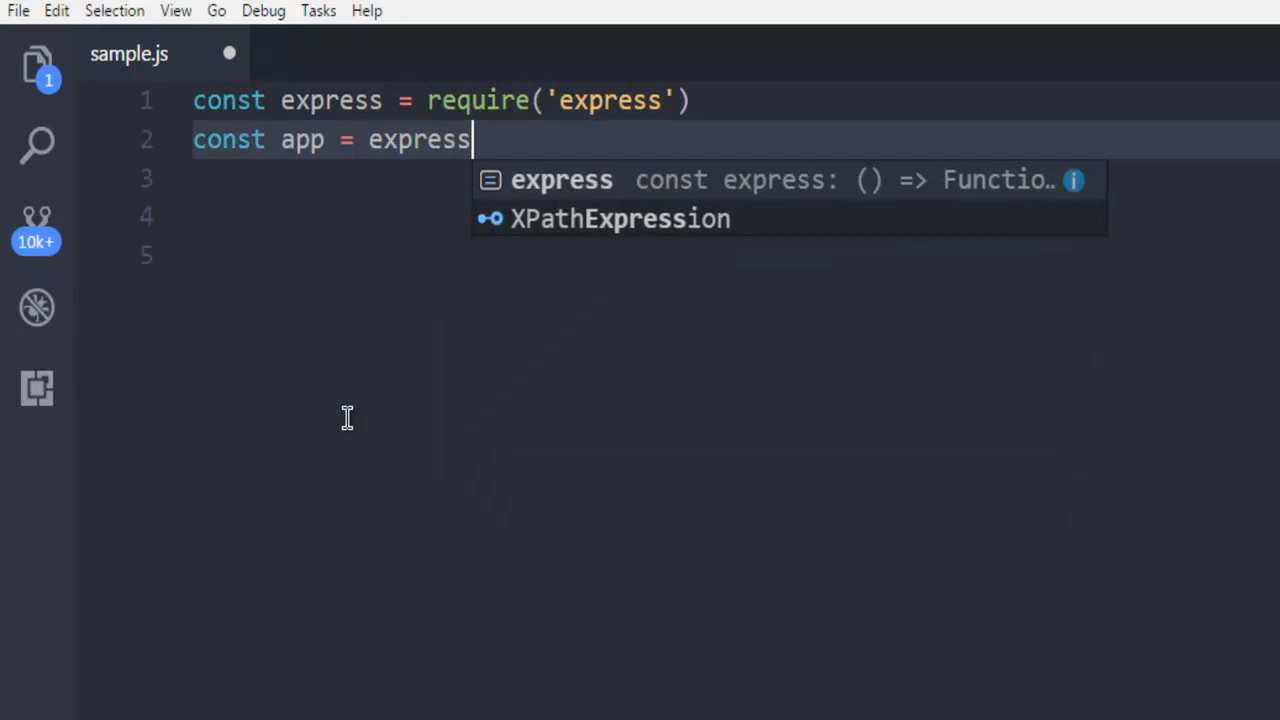 File Edit Selection View Go Debug Tasks Help
1
sample.js
1 const express = require('express')
2 const app = express
3
express const express: () => Functio..
4
XPathExpression
10k+
5